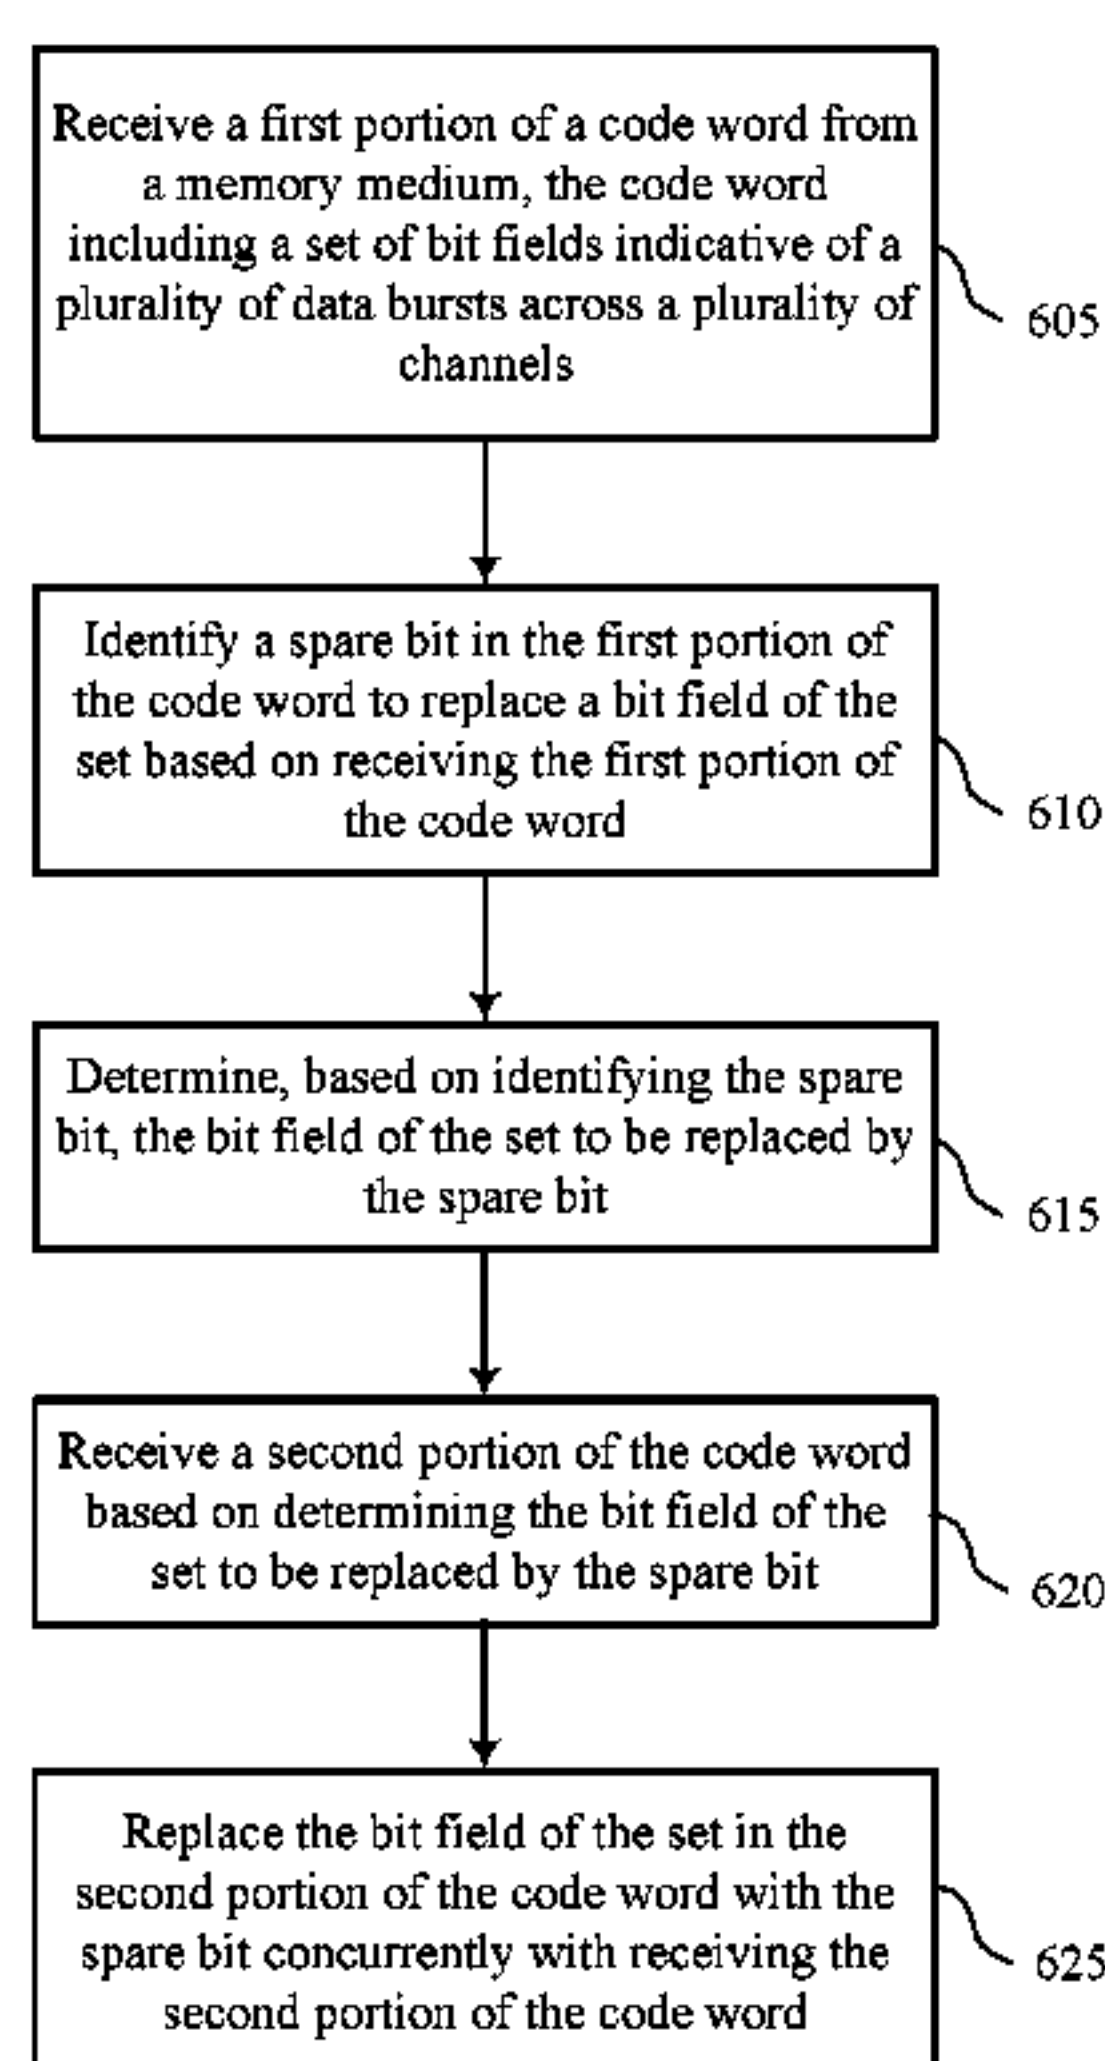 Receive a first portion of a code word from
a memory medium, the code word
including a set of bit fields indicative of a
plurality of data bursts across a plurality of
channels
605
Identify a spare bit in the first portion of
the code word to replace a bit field of the
set based on receiving the first portion of
the code word
610
Determine, based on identifying the spare
bit, the bit field of the set to be replaced by
the spare bit
615
Receive a second portion of the code word
based on determining the bit field of the
set to be replaced by the spare bit
620
Replace the bit field of the set in the
second portion of the code word with the
spare bit concurrently with receiving the
second portion of the code word
625